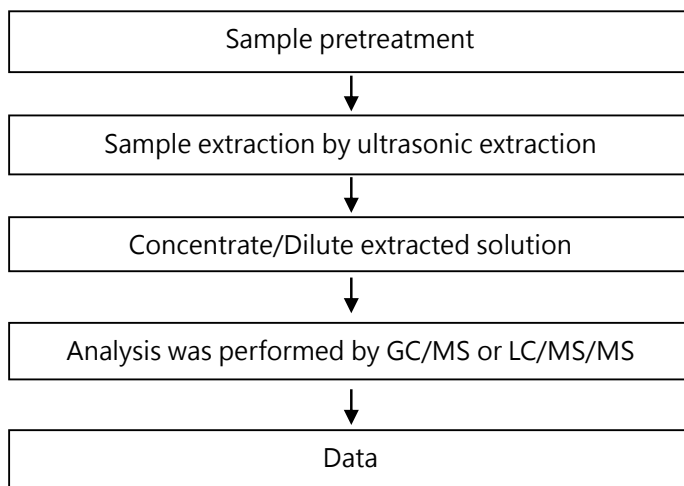 Sample pretreatment
Sample extraction by ultrasonic extraction
Concentrate/Dilute extracted solution
Analysis was performed by GC/MS or LC/MS/MS
Data